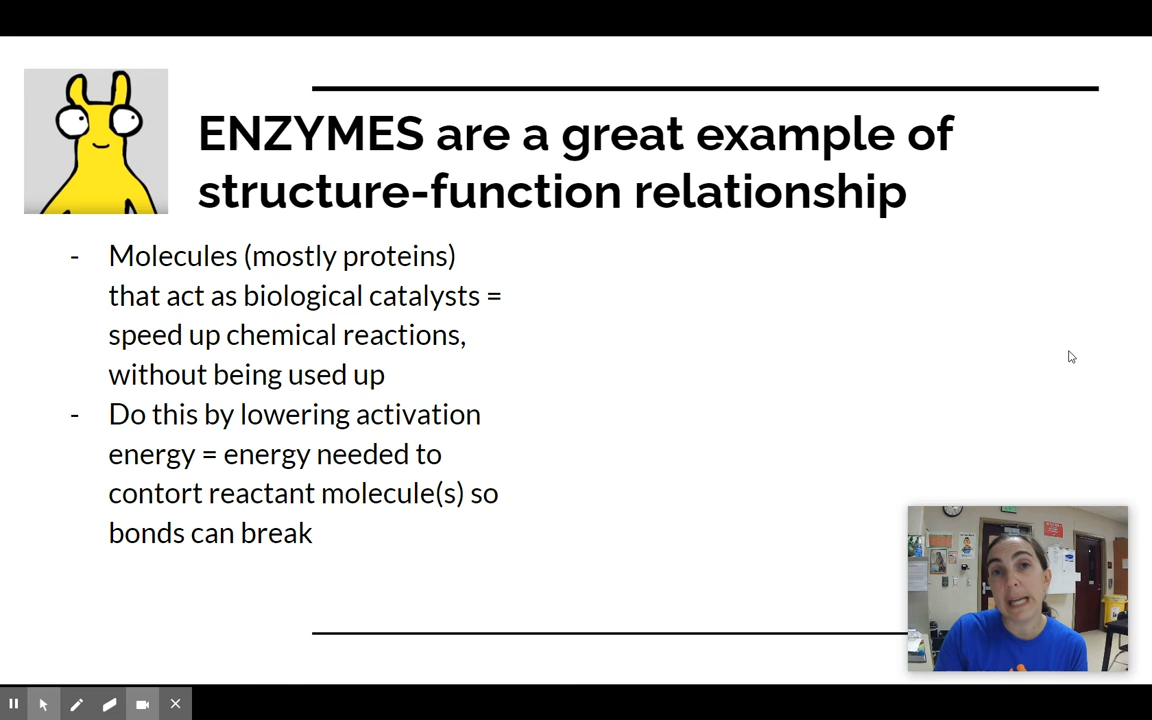 ENZYMES are a great example of
structure-function relationship
- Molecules (mostly proteins)
that act as biological catalysts =
speed up chemical reactions,
without being used up
- Do this by lowering activation
energy = energy needed to
contort reactant molecule(s) so
bonds can break